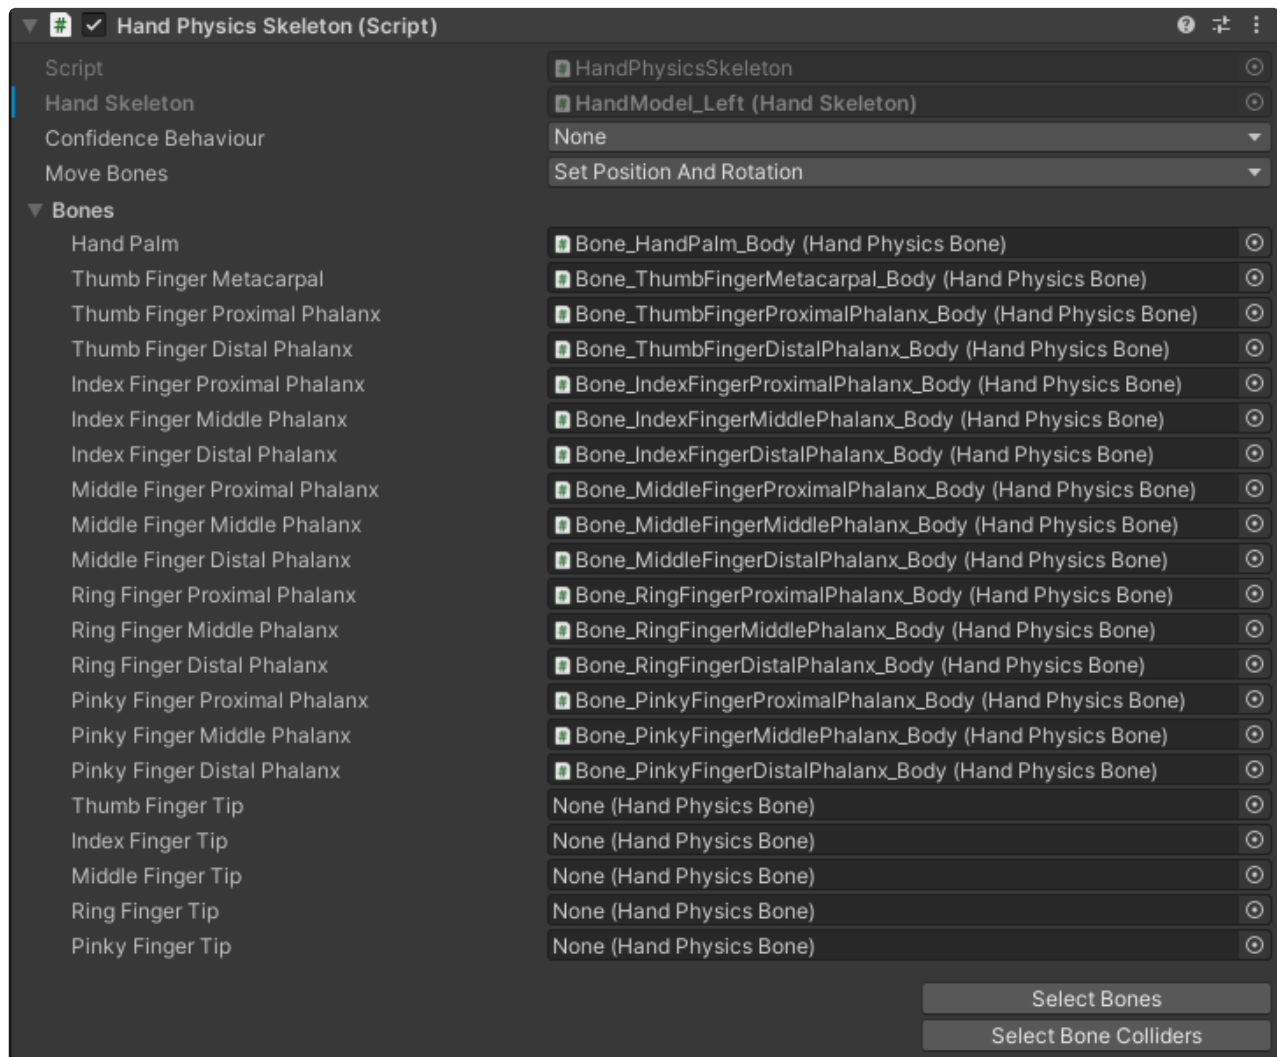 Hand Physics Skeleton (Script)
Script HandPhysicsSkeleton
Hand Skeleton HandModel_Left (Hand Skeleton)
Confidence Behaviour None
Move Bones Set Position And Rotation
Bones
Hand Palm Bone_HandPalm_Body (Hand Physics Bone)
Thumb Finger Metacarpal Bone_ThumbFingerMetacarpal_Body (Hand Physics Bone)
Thumb Finger Proximal Phalanx Bone_ThumbFingerProximalPhalanx_Body (Hand Physics Bone)
Thumb Finger Distal Phalanx Bone_ThumbFingerDistalPhalanx_Body (Hand Physics Bone)
Index Finger Proximal Phalanx Bone_IndexFingerProximalPhalanx_Body (Hand Physics Bone)
Index Finger Middle Phalanx Bone_IndexFingerMiddlePhalanx_Body (Hand Physics Bone)
Index Finger Distal Phalanx Bone_IndexFingerDistalPhalanx_Body (Hand Physics Bone)
Middle Finger Proximal Phalanx Bone_MiddleFingerProximalPhalanx_Body (Hand Physics Bone)
Middle Finger Middle Phalanx Bone_MiddleFingerMiddlePhalanx_Body (Hand Physics Bone)
Middle Finger Distal Phalanx Bone_MiddleFingerDistalPhalanx_Body (Hand Physics Bone)
Ring Finger Proximal Phalanx Bone_RingFingerProximalPhalanx_Body (Hand Physics Bone)
Ring Finger Middle Phalanx Bone_RingFingerMiddlePhalanx_Body (Hand Physics Bone)
Ring Finger Distal Phalanx Bone_RingFingerDistalPhalanx_Body (Hand Physics Bone)
Pinky Finger Proximal Phalanx Bone_PinkyFingerProximalPhalanx_Body (Hand Physics Bone)
Pinky Finger Middle Phalanx Bone_PinkyFingerMiddlePhalanx_Body (Hand Physics Bone)
Pinky Finger Distal Phalanx Bone_PinkyFingerDistalPhalanx_Body (Hand Physics Bone)
Thumb Finger Tip None (Hand Physics Bone)
Index Finger Tip None (Hand Physics Bone)
Middle Finger Tip None (Hand Physics Bone)
Ring Finger Tip None (Hand Physics Bone)
Pinky Finger Tip None (Hand Physics Bone)
Select Bones
Select Bone Colliders